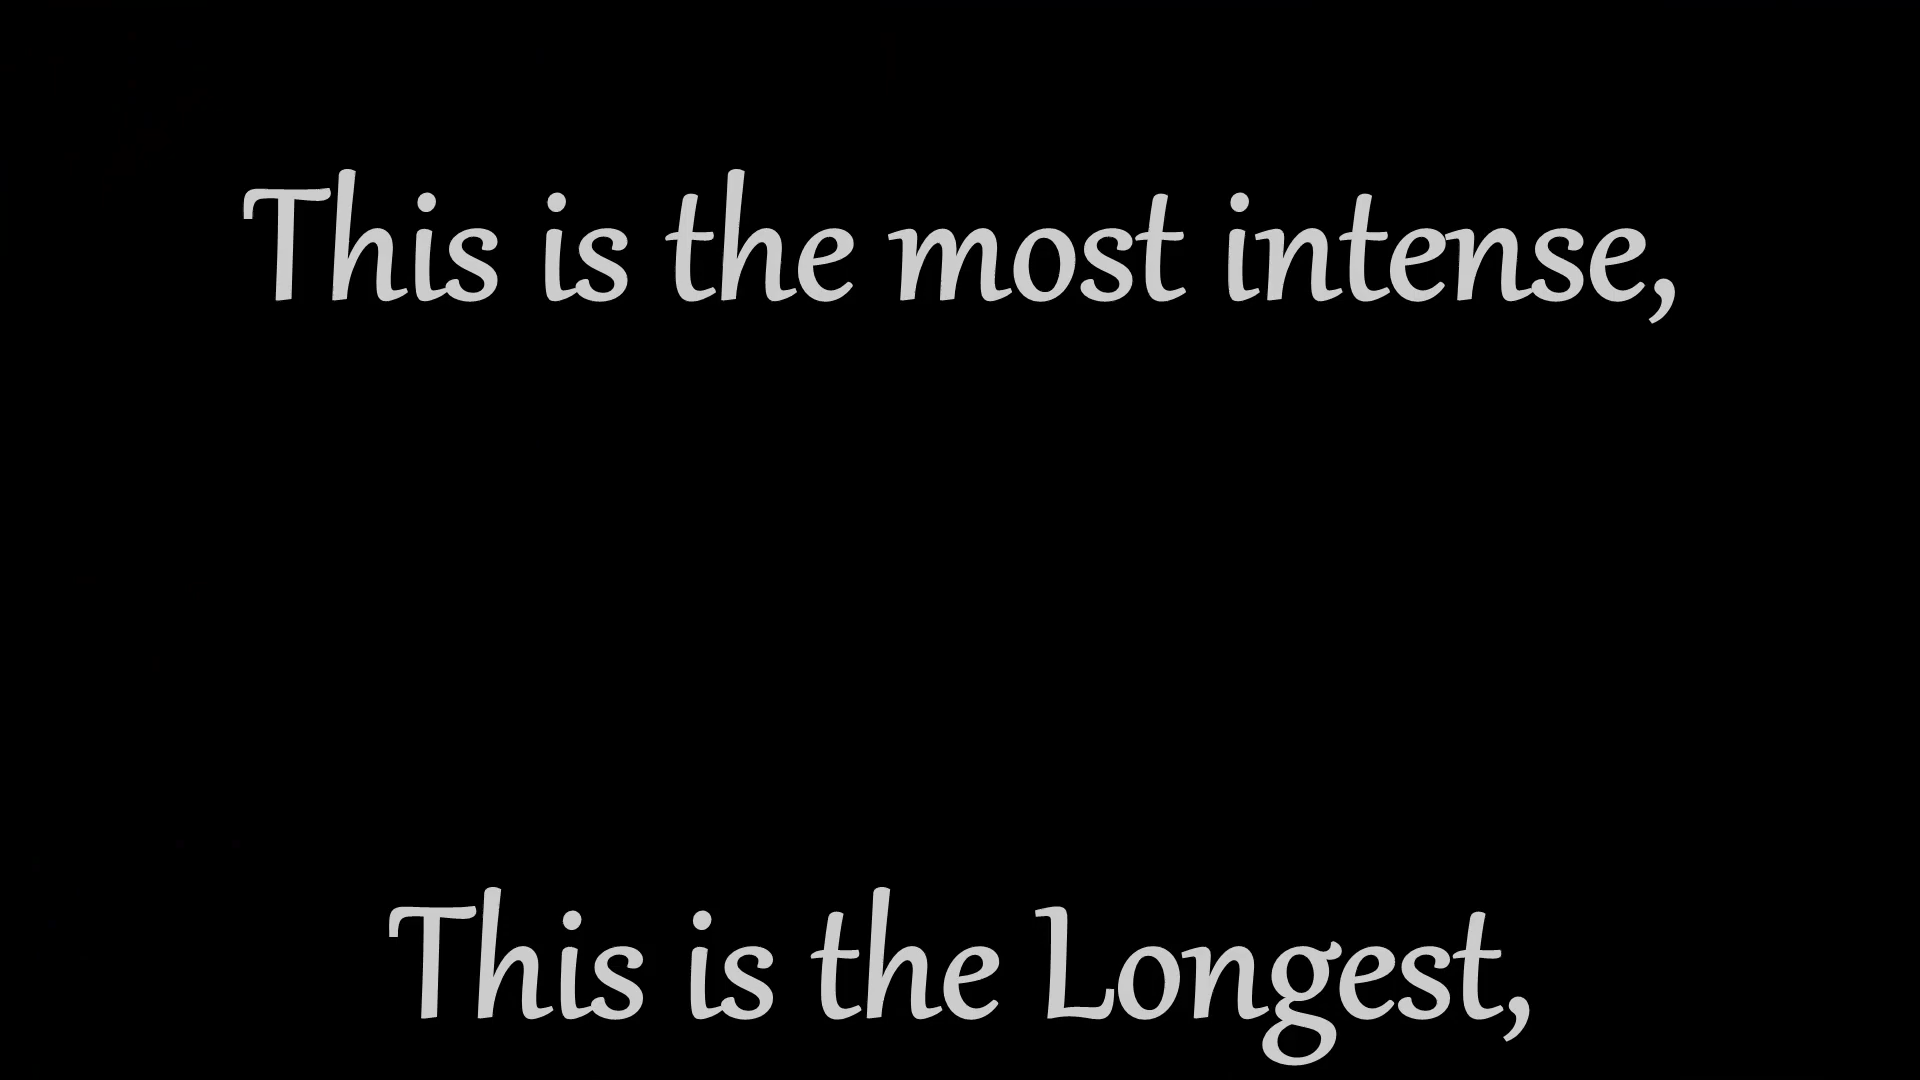 This is the most intense,
This is the Longest,